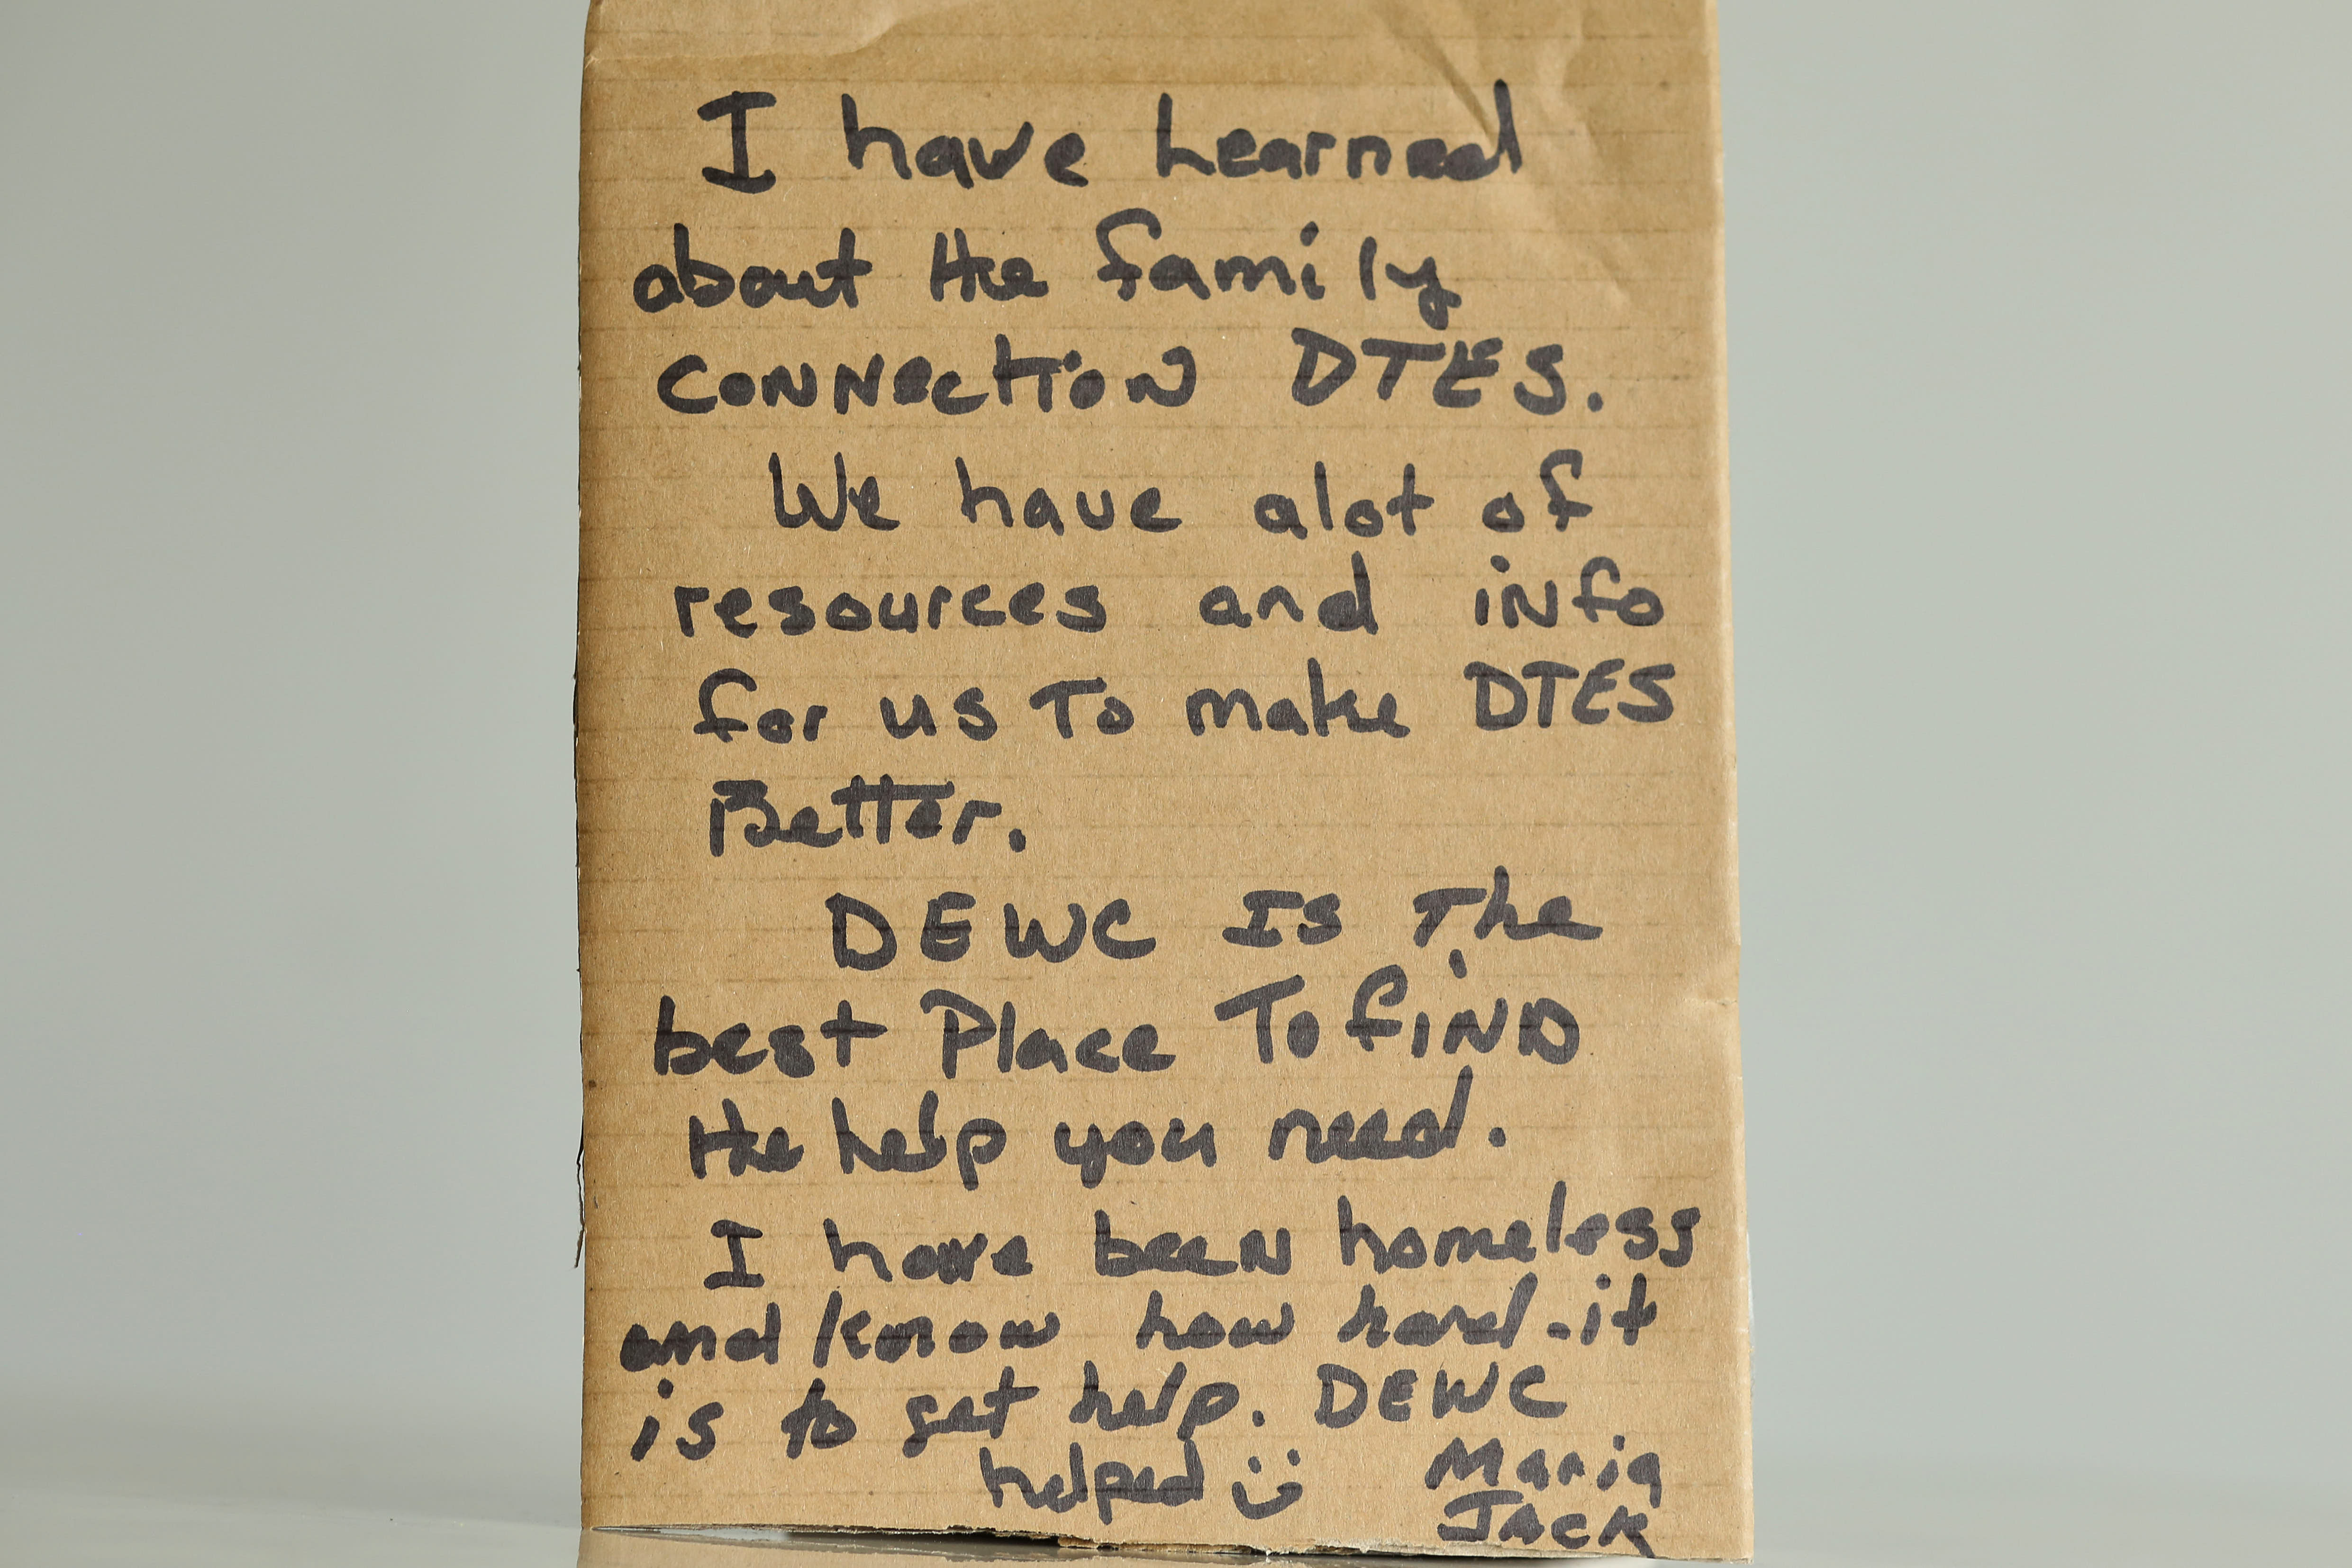 I have Learned
about the family
CONNection DTES.
We have alot of
resources and iNfo
for us To make DTES
Better.
DEWC IS The
best Place To fiND
the help you need.
I have been homeless
and know how hard-it
is to get help. DEWC
helped :)
Maria
Jack